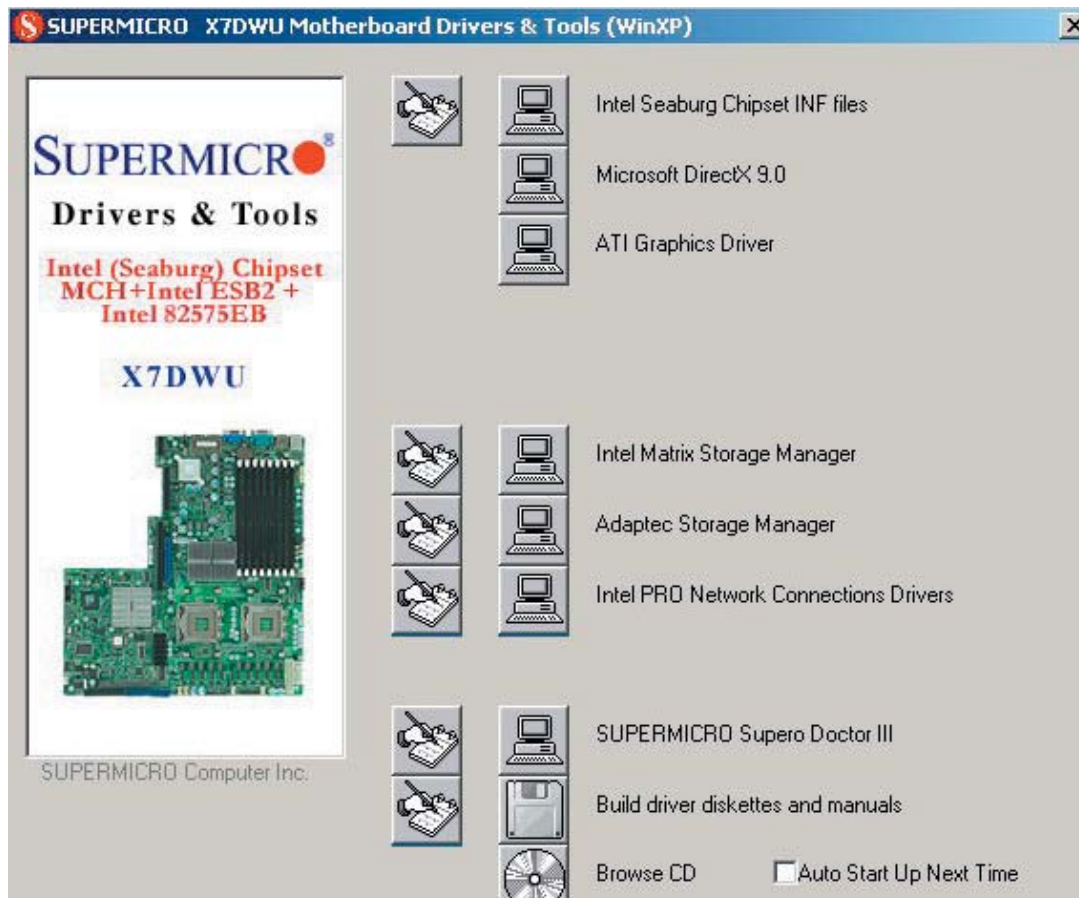 SUPERMICRO X7DWU Motherboard Drivers & Tools (WinXP)
SUPERMICRO®
Drivers & Tools
Intel (Seaburg) Chipset
MCH+Intel ESB2 +
Intel 82575EB
X7DWU
SUPERMICRO Computer Inc.
Intel Seaburg Chipset INF files
Microsoft DirectX 9.0
ATI Graphics Driver
Intel Matrix Storage Manager
Adaptec Storage Manager
Intel PRO Network Connections Drivers
SUPERMICRO Supero Doctor III
Build driver diskettes and manuals
Browse CD
Auto Start Up Next Time